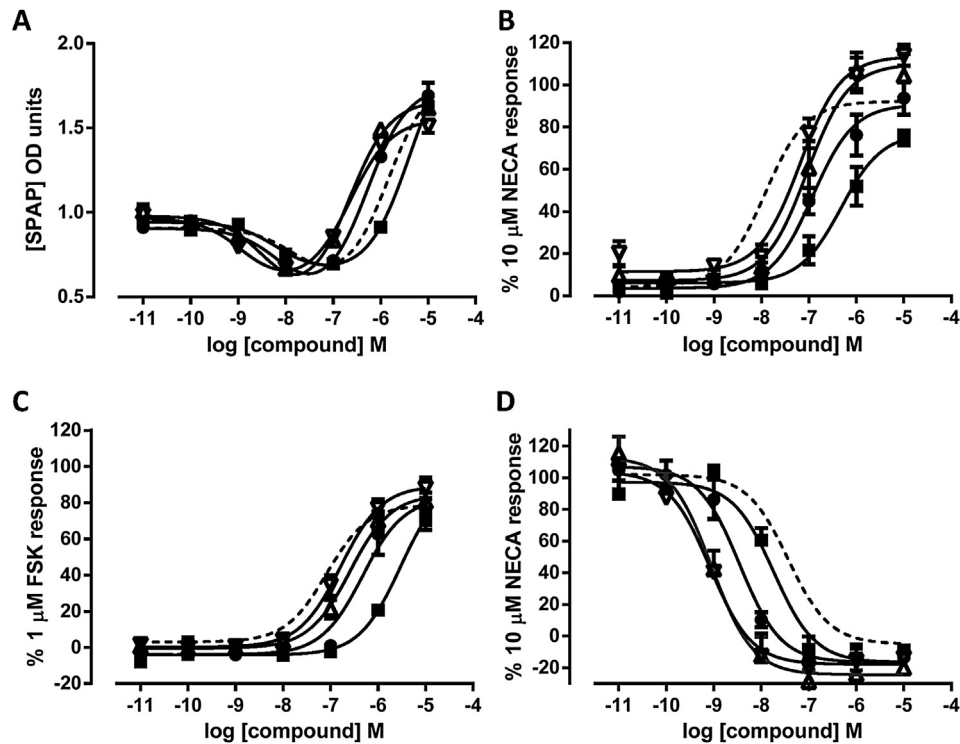 A
[SPAP] OD units
2.0
1.5
1.0
0.5
-11 -10 -9 -8 -7 -6 -5 -4
log [compound] M
B
% 10 μM NECA response
120
100
80
60
40
20
0
-11 -10 -9 -8 -7 -6 -5 -4
log [compound] M
C
% 1 μM FSK response
120
100
80
60
40
20
0
-20
-11 -10 -9 -8 -7 -6 -5 -4
log [compound] M
D
% 10 μM NECA response
120
100
80
60
40
20
0
-20
-11 -10 -9 -8 -7 -6 -5 -4
log [compound] M